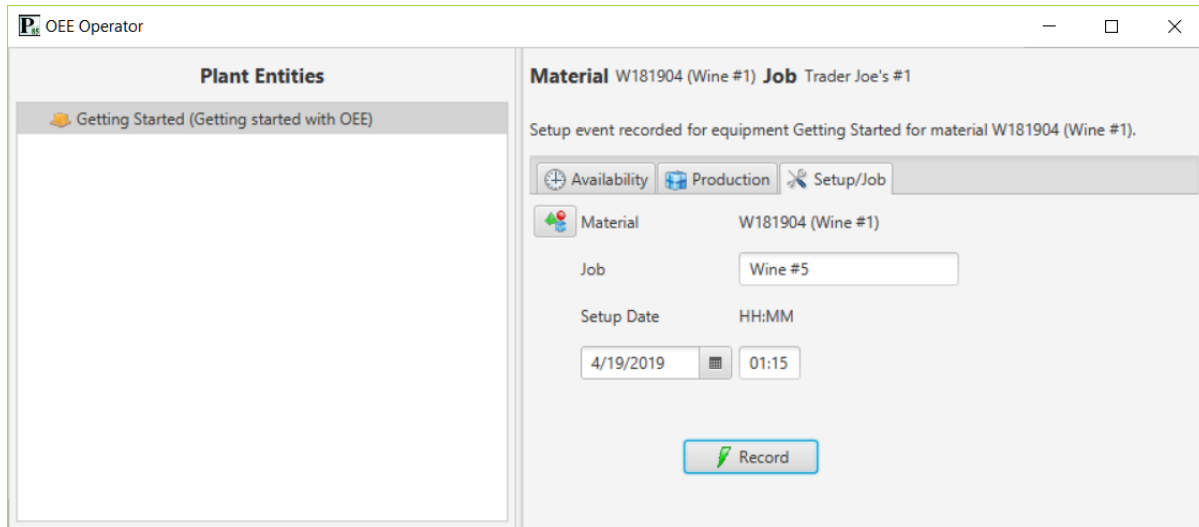 OEE Operator
Plant Entities
Getting Started (Getting started with OEE)
Material W181904 (Wine #1) Job Trader Joe's #1
Setup event recorded for equipment Getting Started for material W181904 (Wine #1).
Availability Production Setup/Job
Material W181904 (Wine #1)
Job Wine #5
Setup Date HH:MM
4/19/2019 01:15
Record